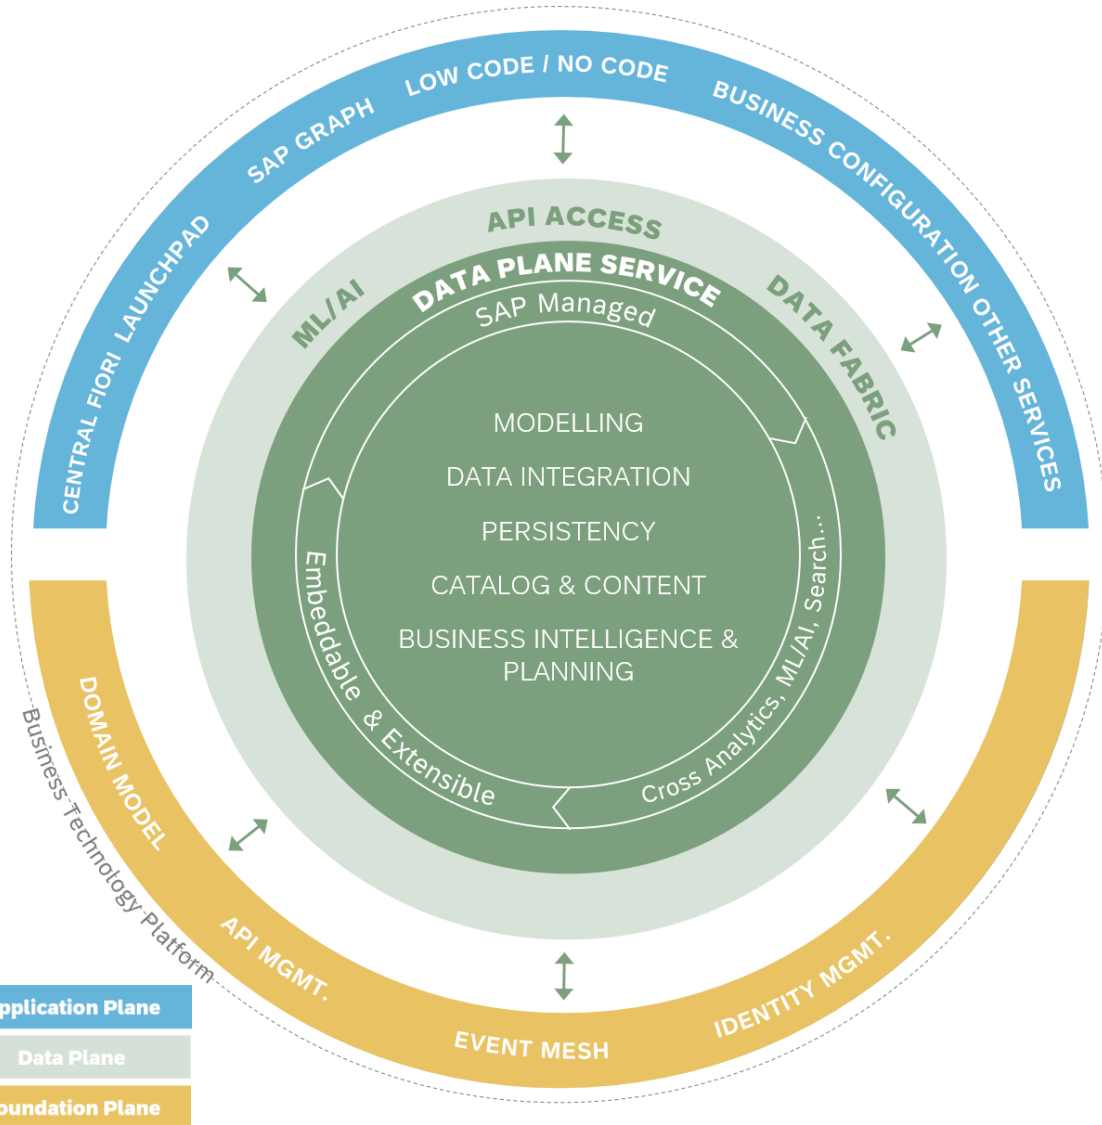 LOW CODE / NO CODE
SAP GRAPH
CENTRAL FIORI LAUNCHPAD
BUSINESS CONFIGURATION OTHER SERVICES
API ACCESS
ML/AI
DATA FABRIC
DATA PLANE SERVICE
SAP Managed
MODELLING
DATA INTEGRATION
PERSISTENCY
CATALOG & CONTENT
BUSINESS INTELLIGENCE &
PLANNING
Embeddable & Extensible
Cross Analytics, ML/AI, Search...
DOMAIN MODEL
API MGMT.
EVENT MESH
IDENTITY MGMT.
Business Technology Platform
pplication Plane
Data Plane
oundation Plane